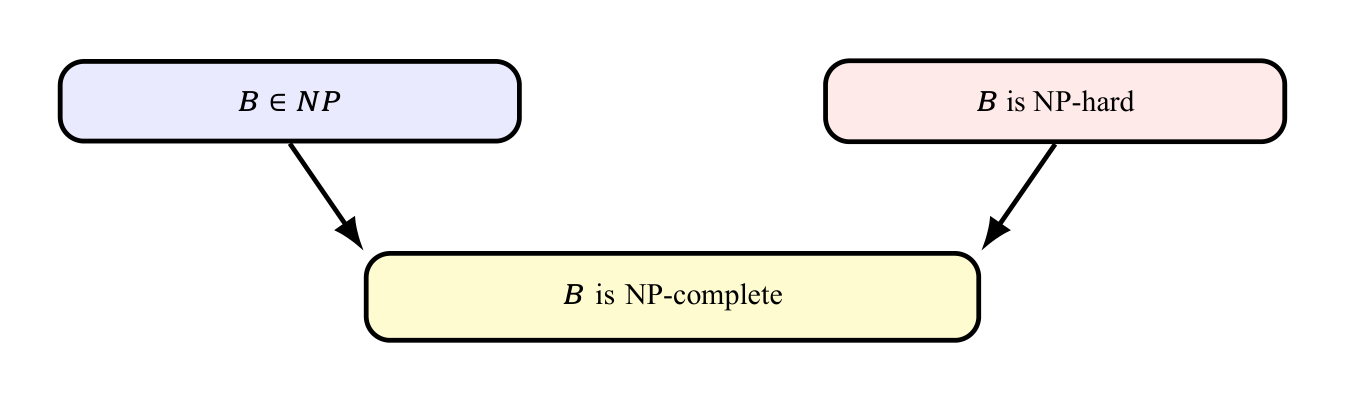 B ∈ NP
B is NP-hard
B is NP-complete